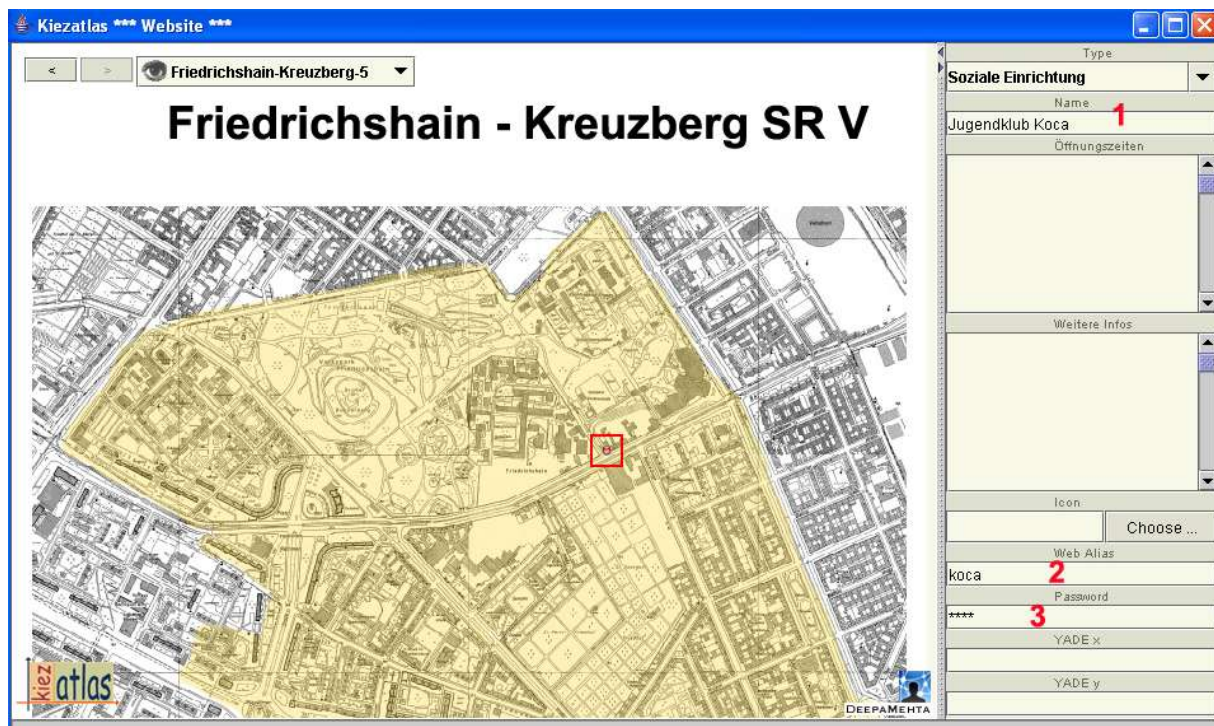 Kiezatlas *** Website ***
< >
Friedrichshain-Kreuzberg-5
Friedrichshain - Kreuzberg SR V
Friedrichshain
kiez atlas
DEEPAMEHTA
Type
Soziale Einrichtung
Name
1
Jugendklub Koca
Öffnungszeiten
Weitere Infos
Icon
Choose ...
Web Alias
koca 2
Password
**** 3
YADE x
YADE y